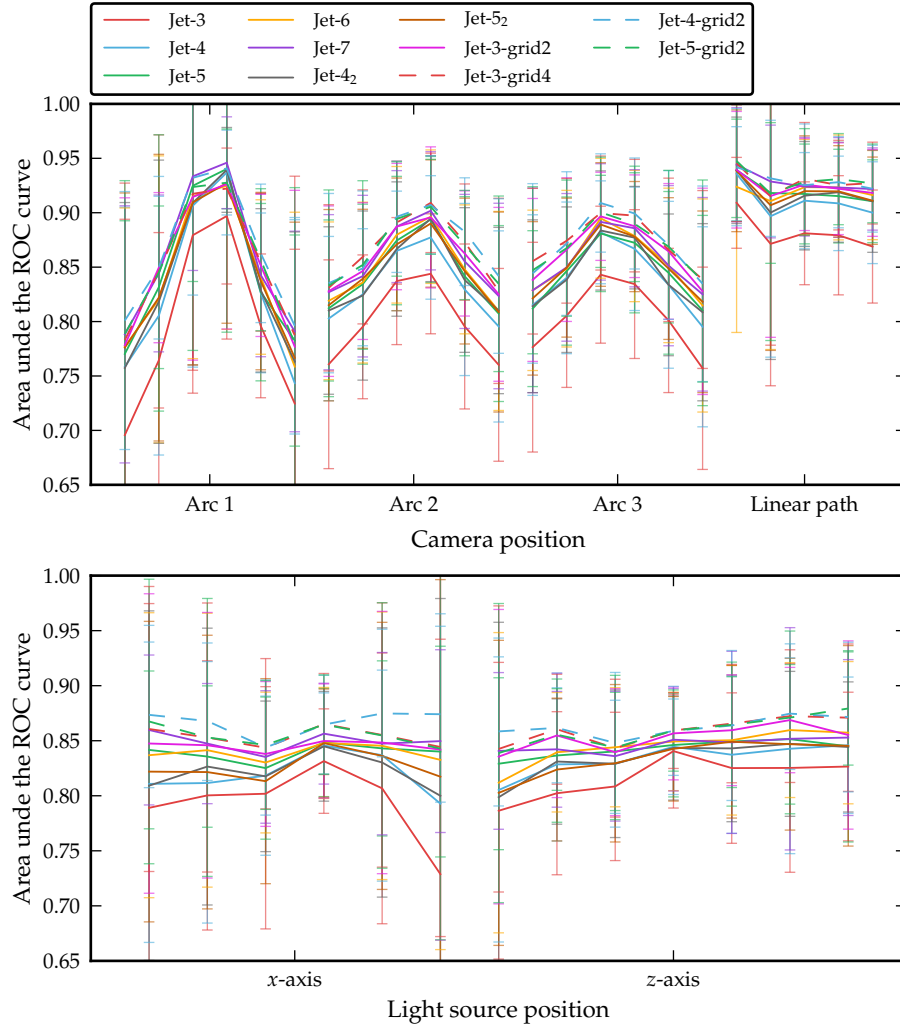 Jet-3 Jet-6 Jet-5₂ Jet-4-grid2
Jet-4 Jet-7 Jet-3-grid2 Jet-5-grid2
Jet-5 Jet-4₂ Jet-3-grid4
1.00
0.95
0.90
0.85
0.80
0.75
0.70
0.65
Area unde the ROC curve
Arc 1 Arc 2 Arc 3 Linear path
Camera position
1.00
0.95
0.90
0.85
0.80
0.75
0.70
0.65
Area unde the ROC curve
x-axis z-axis
Light source position